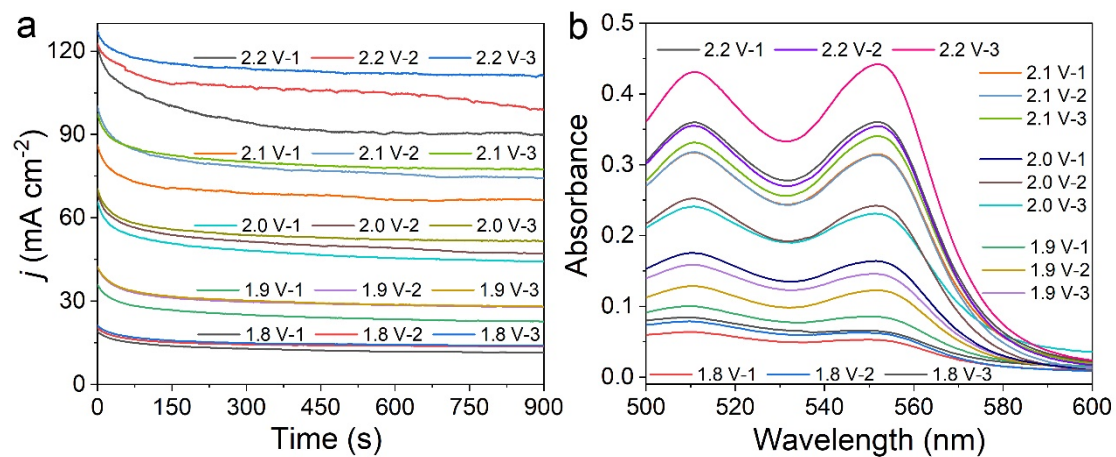 a
j (mA cm⁻²)
120
90
60
30
0
2.2 V-1 2.2 V-2 2.2 V-3
2.1 V-1 2.1 V-2 2.1 V-3
2.0 V-1 2.0 V-2 2.0 V-3
1.9 V-1 1.9 V-2 1.9 V-3
1.8 V-1 1.8 V-2 1.8 V-3
0 150 300 450 600 750 900
Time (s)
b
Absorbance
0.5
0.4
0.3
0.2
0.1
0.0
2.2 V-1 2.2 V-2 2.2 V-3
2.1 V-1
2.1 V-2
2.1 V-3
2.0 V-1
2.0 V-2
2.0 V-3
1.9 V-1
1.9 V-2
1.9 V-3
1.8 V-1 1.8 V-2 1.8 V-3
500 520 540 560 580 600
Wavelength (nm)